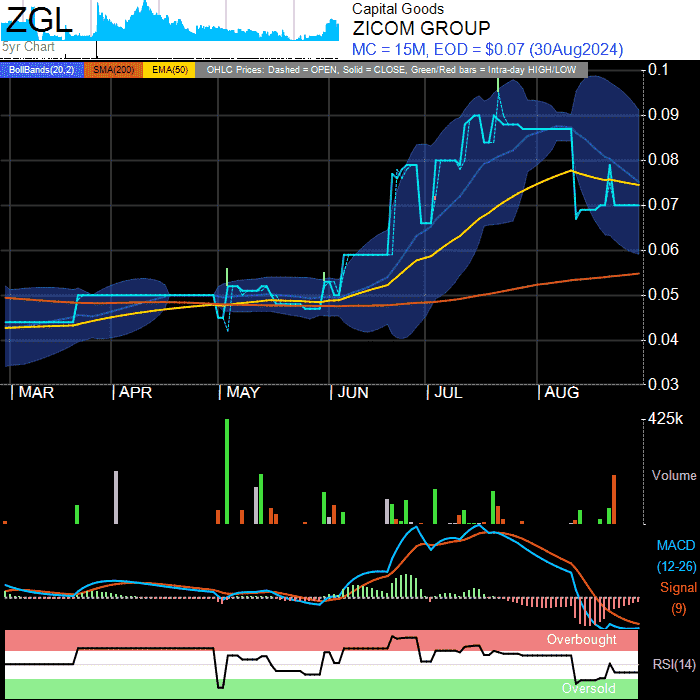 ZGL
5yr Chart
Capital Goods
ZICOM GROUP
MC = 15M, EOD = $0.07 (30Aug2024)
BollBands(20,2) SMA(200) EMA(50) OHLC Prices: Dashed = OPEN, Solid = CLOSE, Green/Red bars = Intra-day HIGH/LOW
0.1
0.09
0.08
0.07
0.06
0.05
0.04
0.03
MAR APR MAY JUN JUL AUG
425k
Volume
MACD
(12-26)
Signal
(9)
Overbought
RSI(14)
Oversold